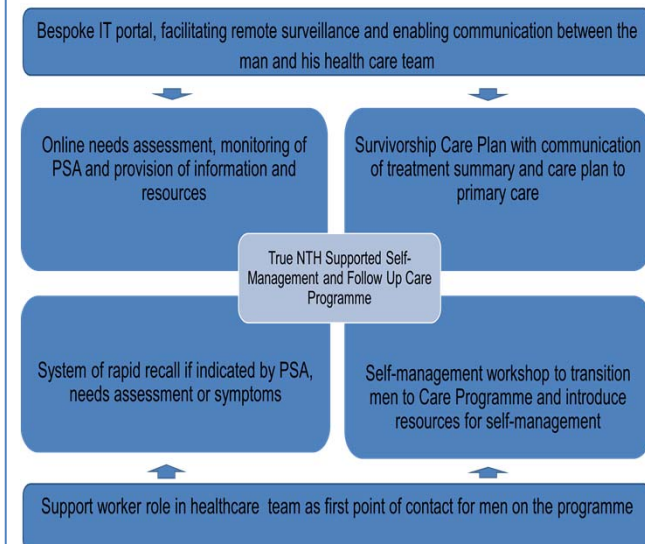 Bespoke IT portal, facilitating remote surveillance and enabling communication between the
man and his health care team
Online needs assessment, monitoring of
PSA and provision of information and
resources
Survivorship Care Plan with communication
of treatment summary and care plan to
primary care
True NTH Supported Self-
Management and Follow Up Care
Programme
System of rapid recall if indicated by PSA,
needs assessment or symptoms
Self-management workshop to transition
men to Care Programme and introduce
resources for self-management
Support worker role in healthcare team as first point of contact for men on the programme